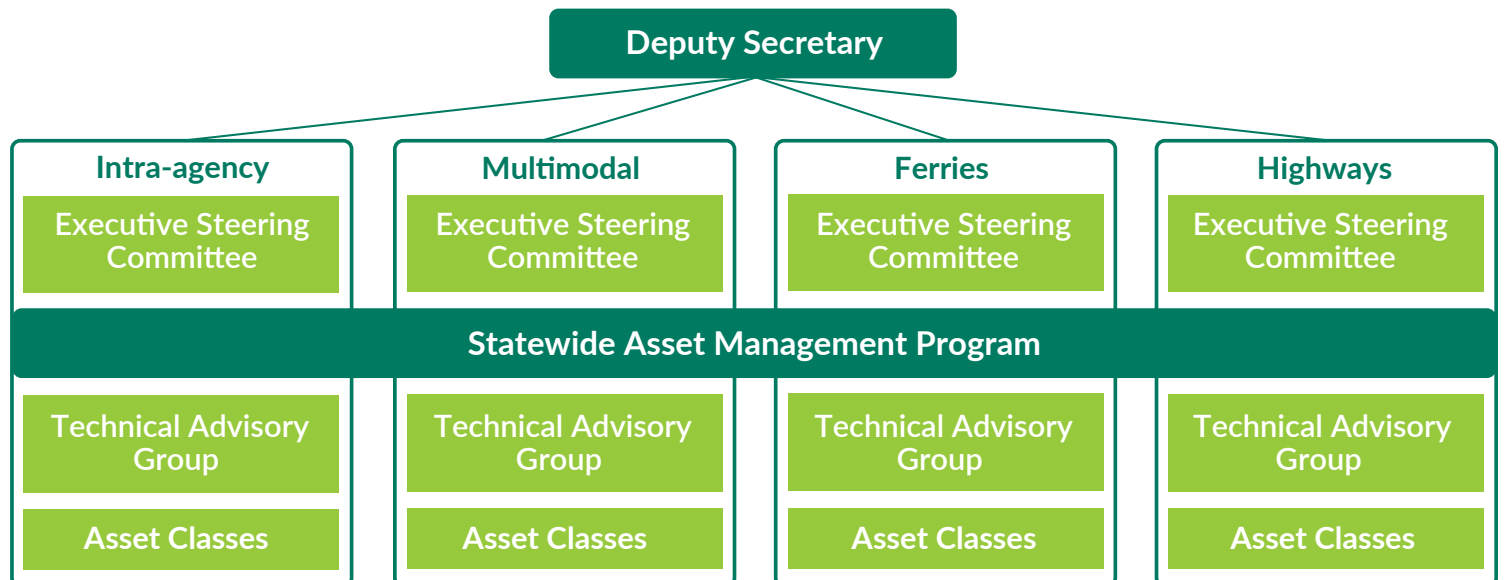 Deputy Secretary
Intra-agency
Multimodal
Ferries
Highways
Executive Steering
Committee
Executive Steering
Committee
Executive Steering
Committee
Executive Steering
Committee
Statewide Asset Management Program
Technical Advisory
Group
Technical Advisory
Group
Technical Advisory
Group
Technical Advisory
Group
Asset Classes
Asset Classes
Asset Classes
Asset Classes